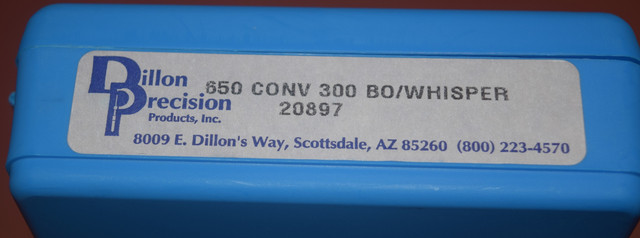 Dillon
Precision
Products, Inc.
650 CONV 300 BO/WHISPER
20897
8009 E. Dillon's Way, Scottsdale, AZ 85260 (800) 223-4570